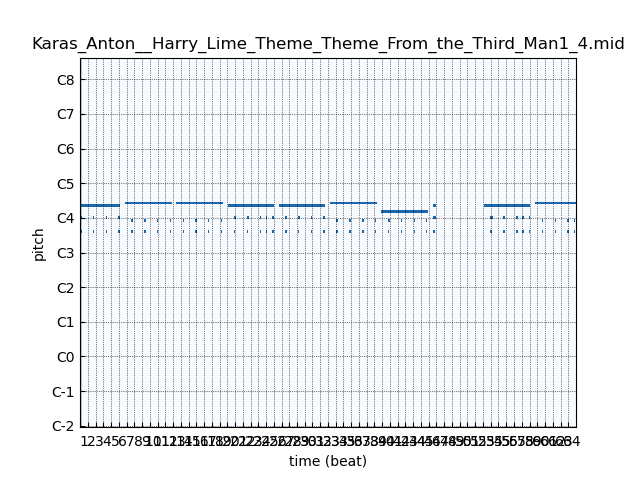 Karas_Anton__Harry_Lime_Theme_Theme_From_the_Third_Man1_4.mid
C8
C7
C6
C5
C4
C3
C2
C1
C0
C-1
C-2
pitch
time (beat)